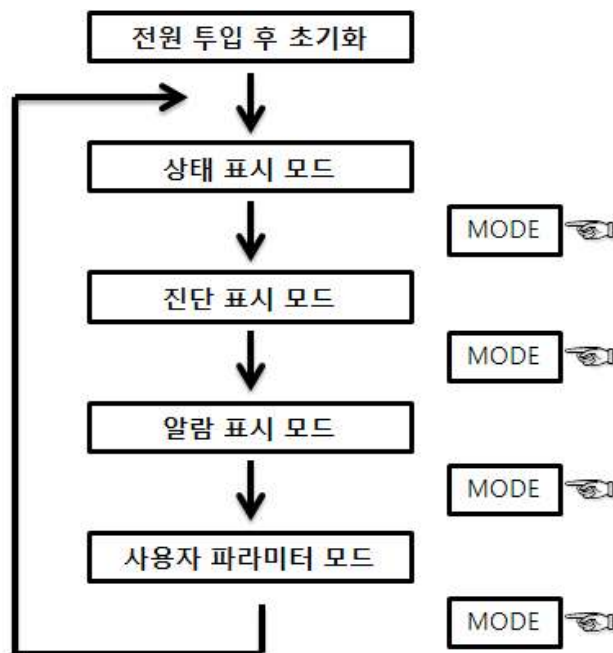 전원 투입 후 초기화
상태 표시 모드
MODE
진단 표시 모드
MODE
알람 표시 모드
MODE
사용자 파라미터 모드
MODE